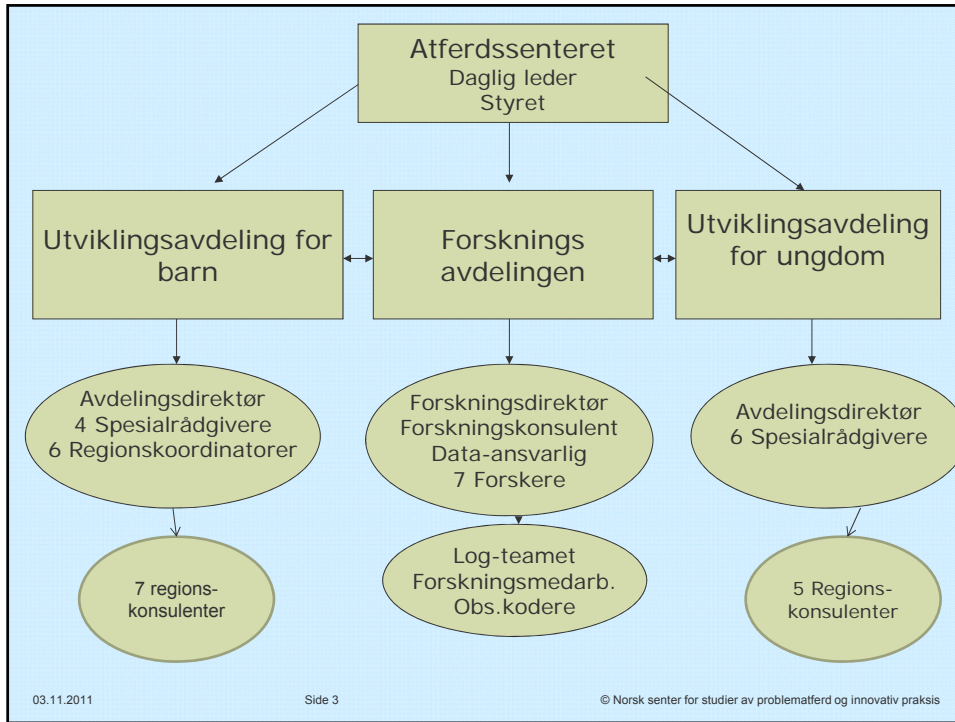 Atferdssenteret
Daglig leder
Styret
Utviklingsavdeling for
barn
Forsknings
avdelingen
Utviklingsavdeling
for ungdom
Avdelingsdirektør
4 Spesialrådgivere
6 Regionskoordinatorer
Forskningsdirektør
Forskningskonsulent
Data-ansvarlig
7 Forskere
Avdelingsdirektør
6 Spesialrådgivere
7 regions-
konsulenter
Log-teamet
Forskningsmedarb.
Obs.kodere
5 Regions-
konsulenter
03.11.2011
Side 3
© Norsk senter for studier av problematferd og innovativ praksis